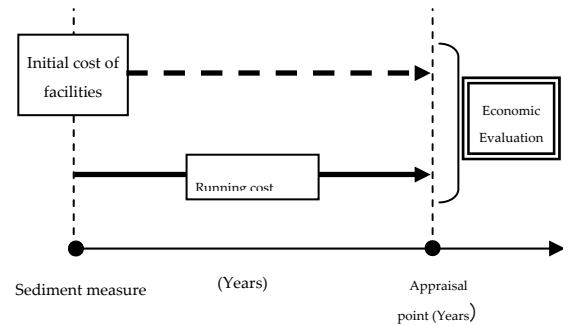 Initial cost of
facilities
Economic
Evaluation
Running cost
(Years)
Sediment measure
Appraisal
point (Years)